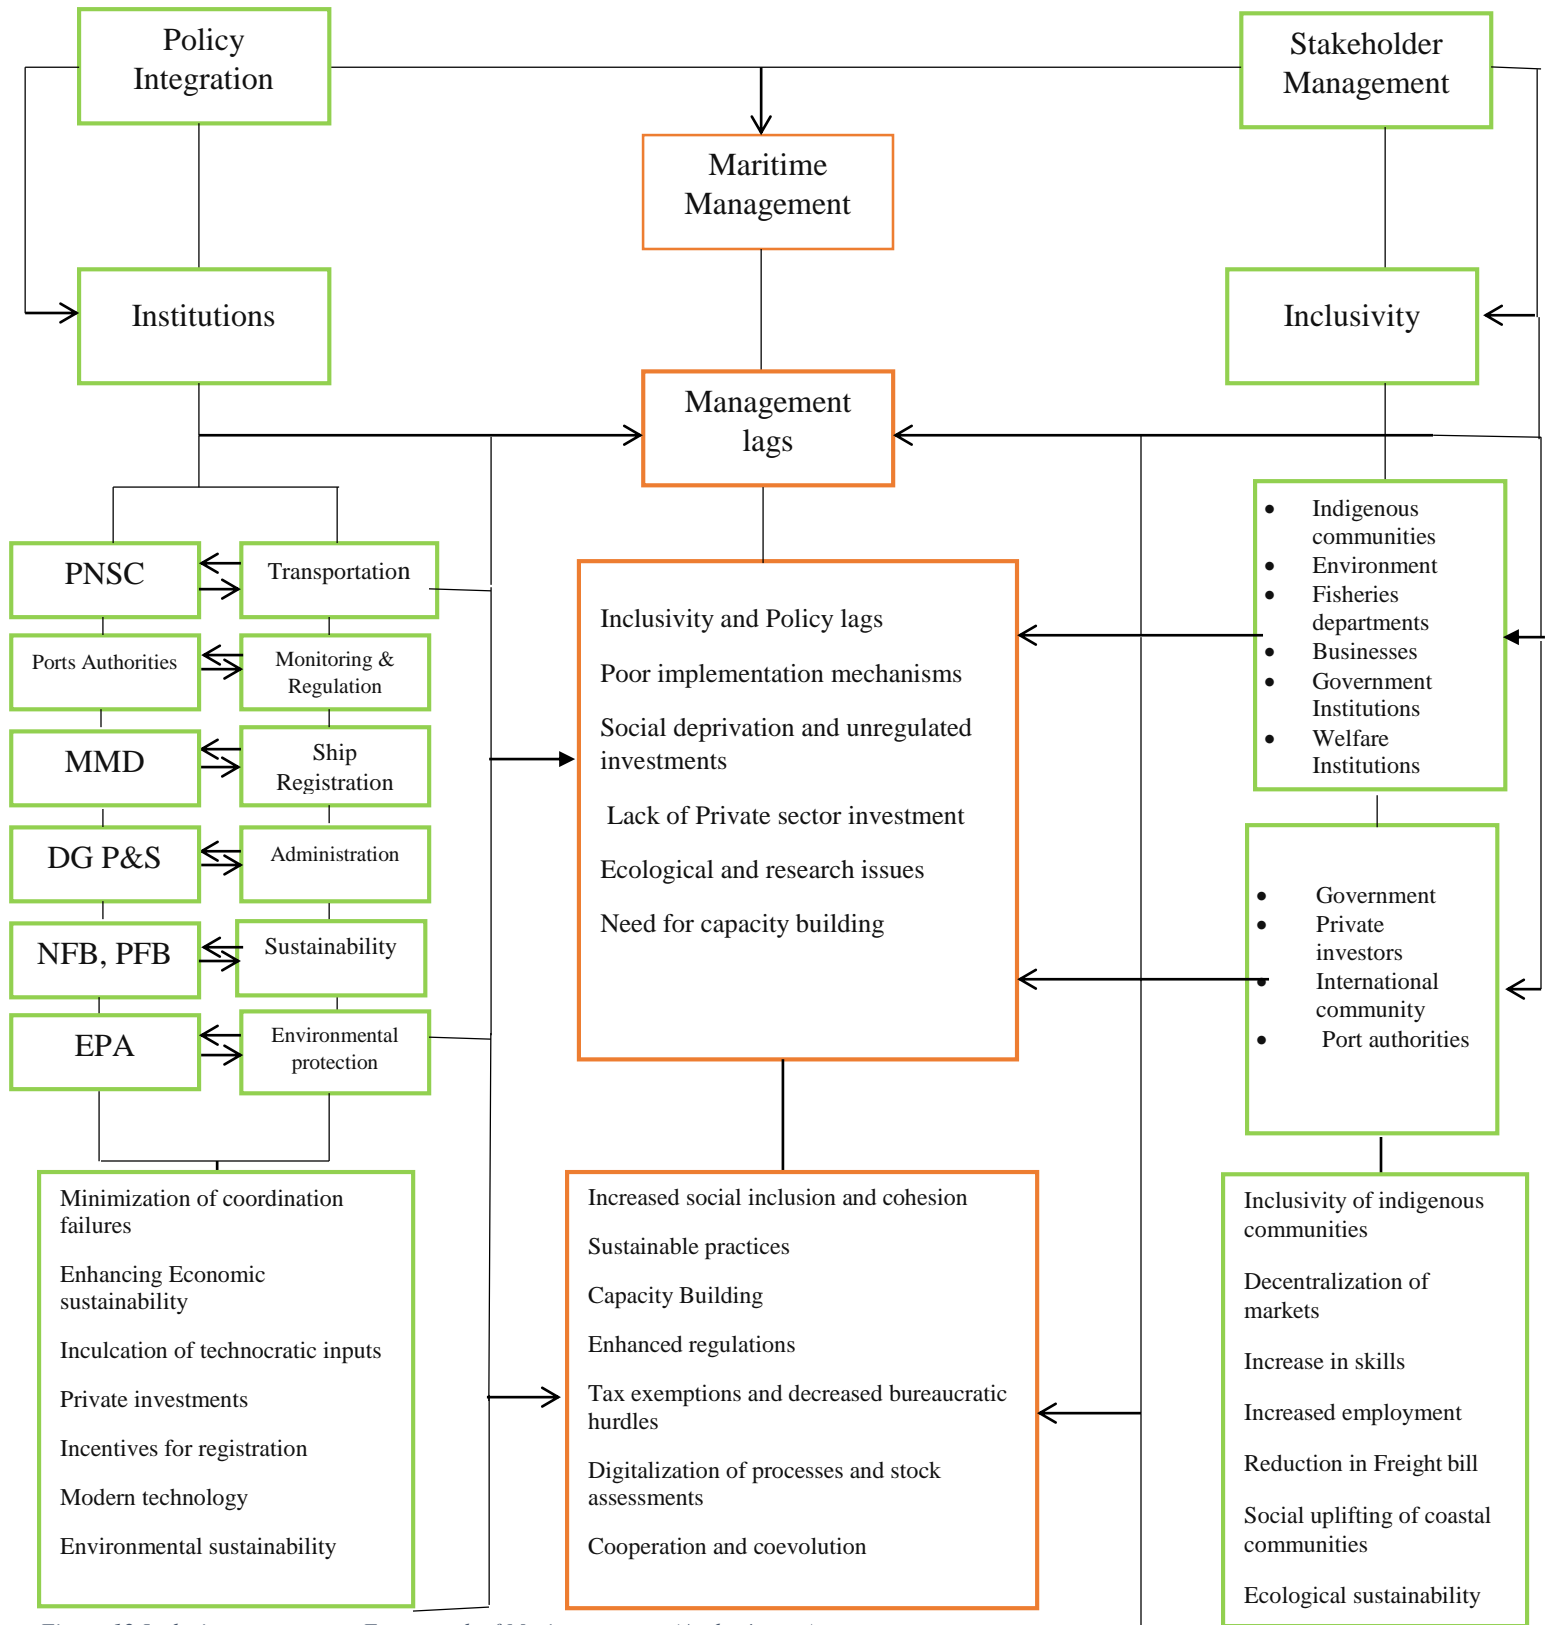 Policy
Integration
Stakeholder
Management
Maritime
Management
Institutions
Inclusivity
Management
lags
PNSC
Transportation
Ports Authorities
Monitoring &
Regulation
MMD
Ship
Registration
DG P&S
Administration
NFB, PFB
Sustainability
EPA
Environmental
protection
Inclusivity and Policy lags
Poor implementation mechanisms
Social deprivation and unregulated
investments
Lack of Private sector investment
Ecological and research issues
Need for capacity building
• Indigenous
communities
• Environment
• Fisheries
departments
• Businesses
• Government
Institutions
• Welfare
Institutions
• Government
• Private
investors
• International
community
• Port authorities
Minimization of coordination
failures
Enhancing Economic
sustainability
Inculcation of technocratic inputs
Private investments
Incentives for registration
Modern technology
Environmental sustainability
Increased social inclusion and cohesion
Sustainable practices
Capacity Building
Enhanced regulations
Tax exemptions and decreased bureaucratic
hurdles
Digitalization of processes and stock
assessments
Cooperation and coevolution
Inclusivity of indigenous
communities
Decentralization of
markets
Increase in skills
Increased employment
Reduction in Freight bill
Social uplifting of coastal
communities
Ecological sustainability